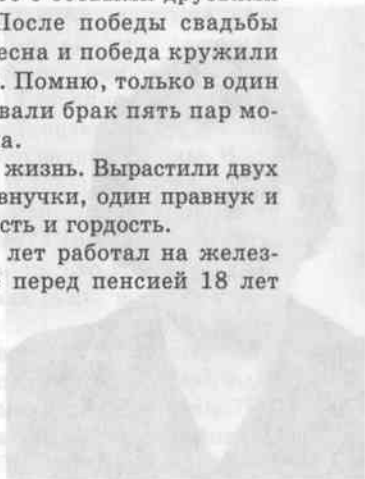 После победы свадьбы
есна и победа кружили
. Помню, только в один
вали брак пять пар мо-
а.
жизнь. Вырастили двух
внучки, один правнук и
сть и гордость.
лет работал на желез-
перед пенсией 18 лет